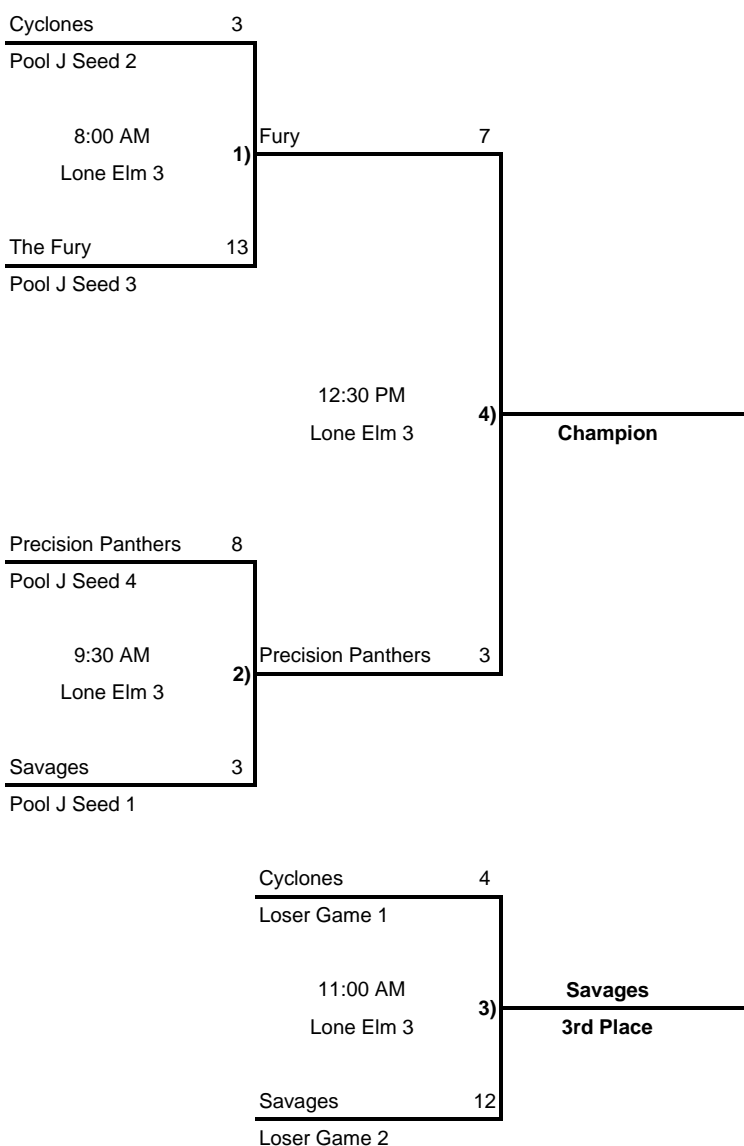 Cyclones 3
Pool J Seed 2
8:00 AM
Fury 7
1)
Lone Elm 3
The Fury 13
Pool J Seed 3
12:30 PM
4)
Lone Elm 3
Champion
Precision Panthers 8
Pool J Seed 4
9:30 AM
Precision Panthers 3
2)
Lone Elm 3
Savages 3
Pool J Seed 1
Cyclones 4
Loser Game 1
11:00 AM
Savages
3)
Lone Elm 3
3rd Place
Savages 12
Loser Game 2